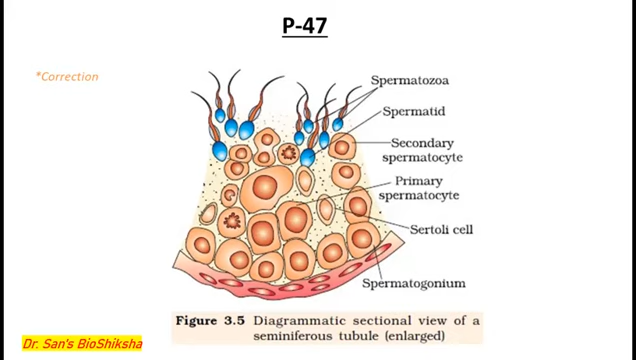 P-47
*Correction
Spermatozoa
Spermatid
Secondary
spermatocyte
Primary
spermatocyte
Sertoli cell
Spermatogonium
Figure 3.5 Diagrammatic sectional view of a
seminiferous tubule (enlarged)
Dr. San's BioShiksha